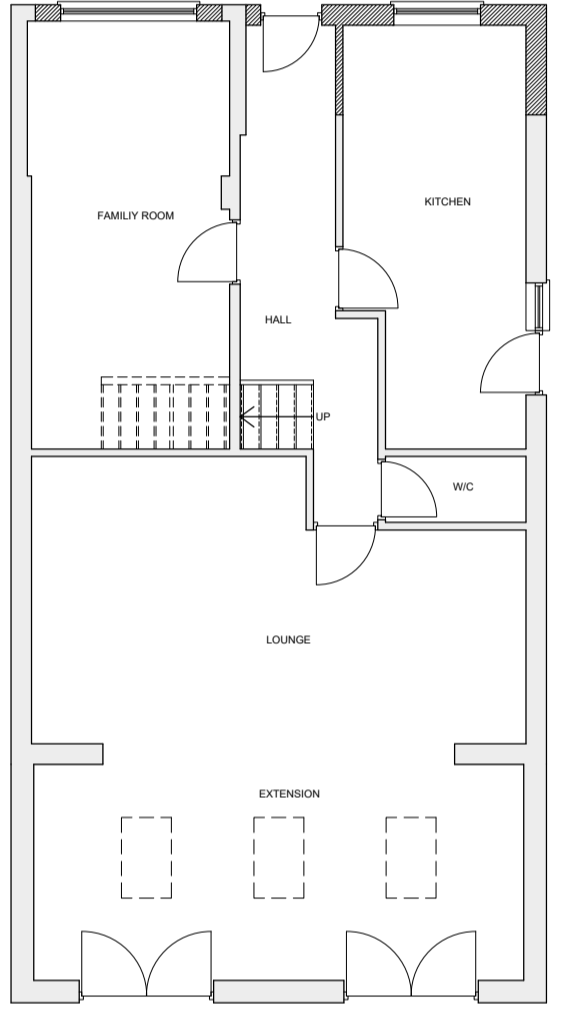 KITCHEN
FAMILIY ROOM
HALL
UP
W/C
LOUNGE
EXTENSION